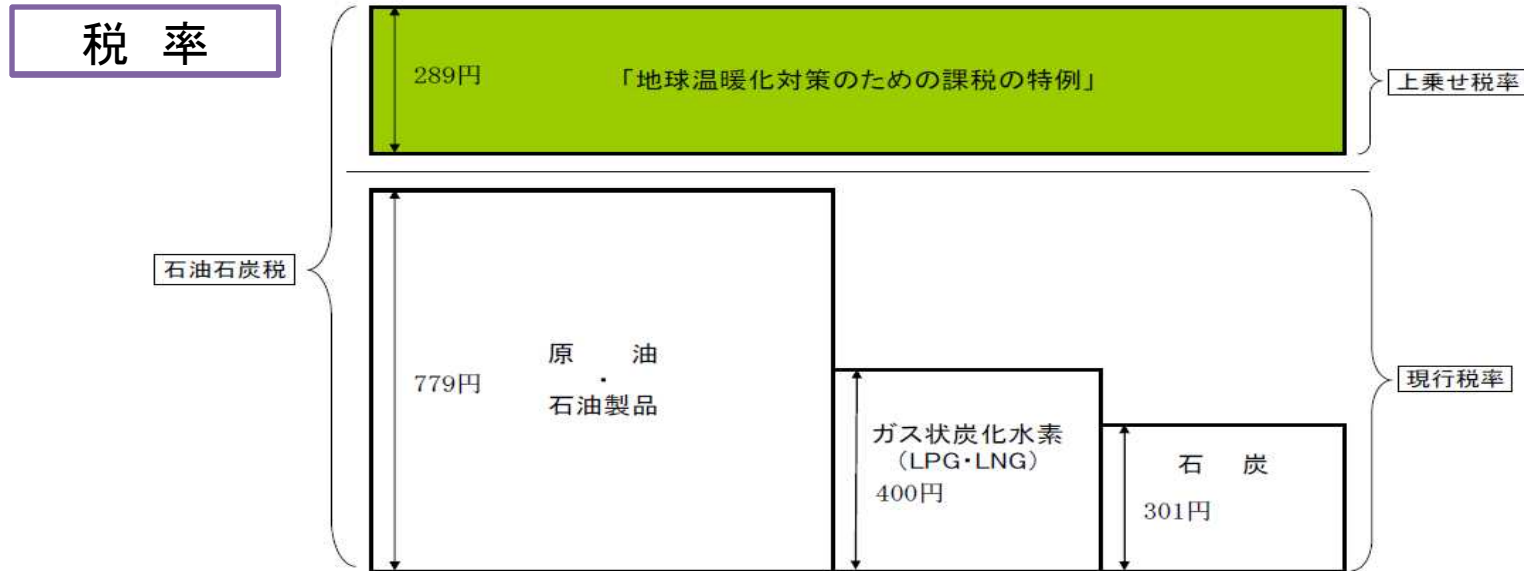 税 率
289円
「地球温暖化対策のための課税の特例」
上乗せ税率
石油石炭税
779円
原 油
・
石油製品
現行税率
ガス状炭化水素
(LPG・LNG)
400円
石 炭
301円